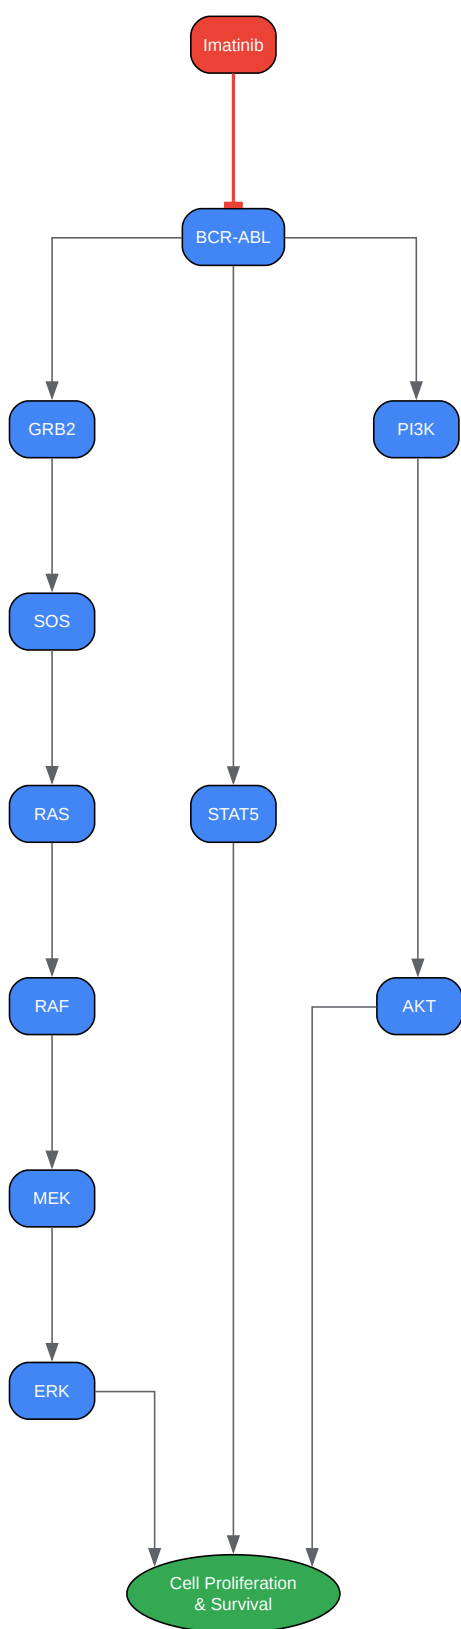 Imatinib
BCR-ABL
GRB2
PI3K
SOS
RAS
STAT5
RAF
AKT
MEK
ERK
Cell Proliferation
& Survival